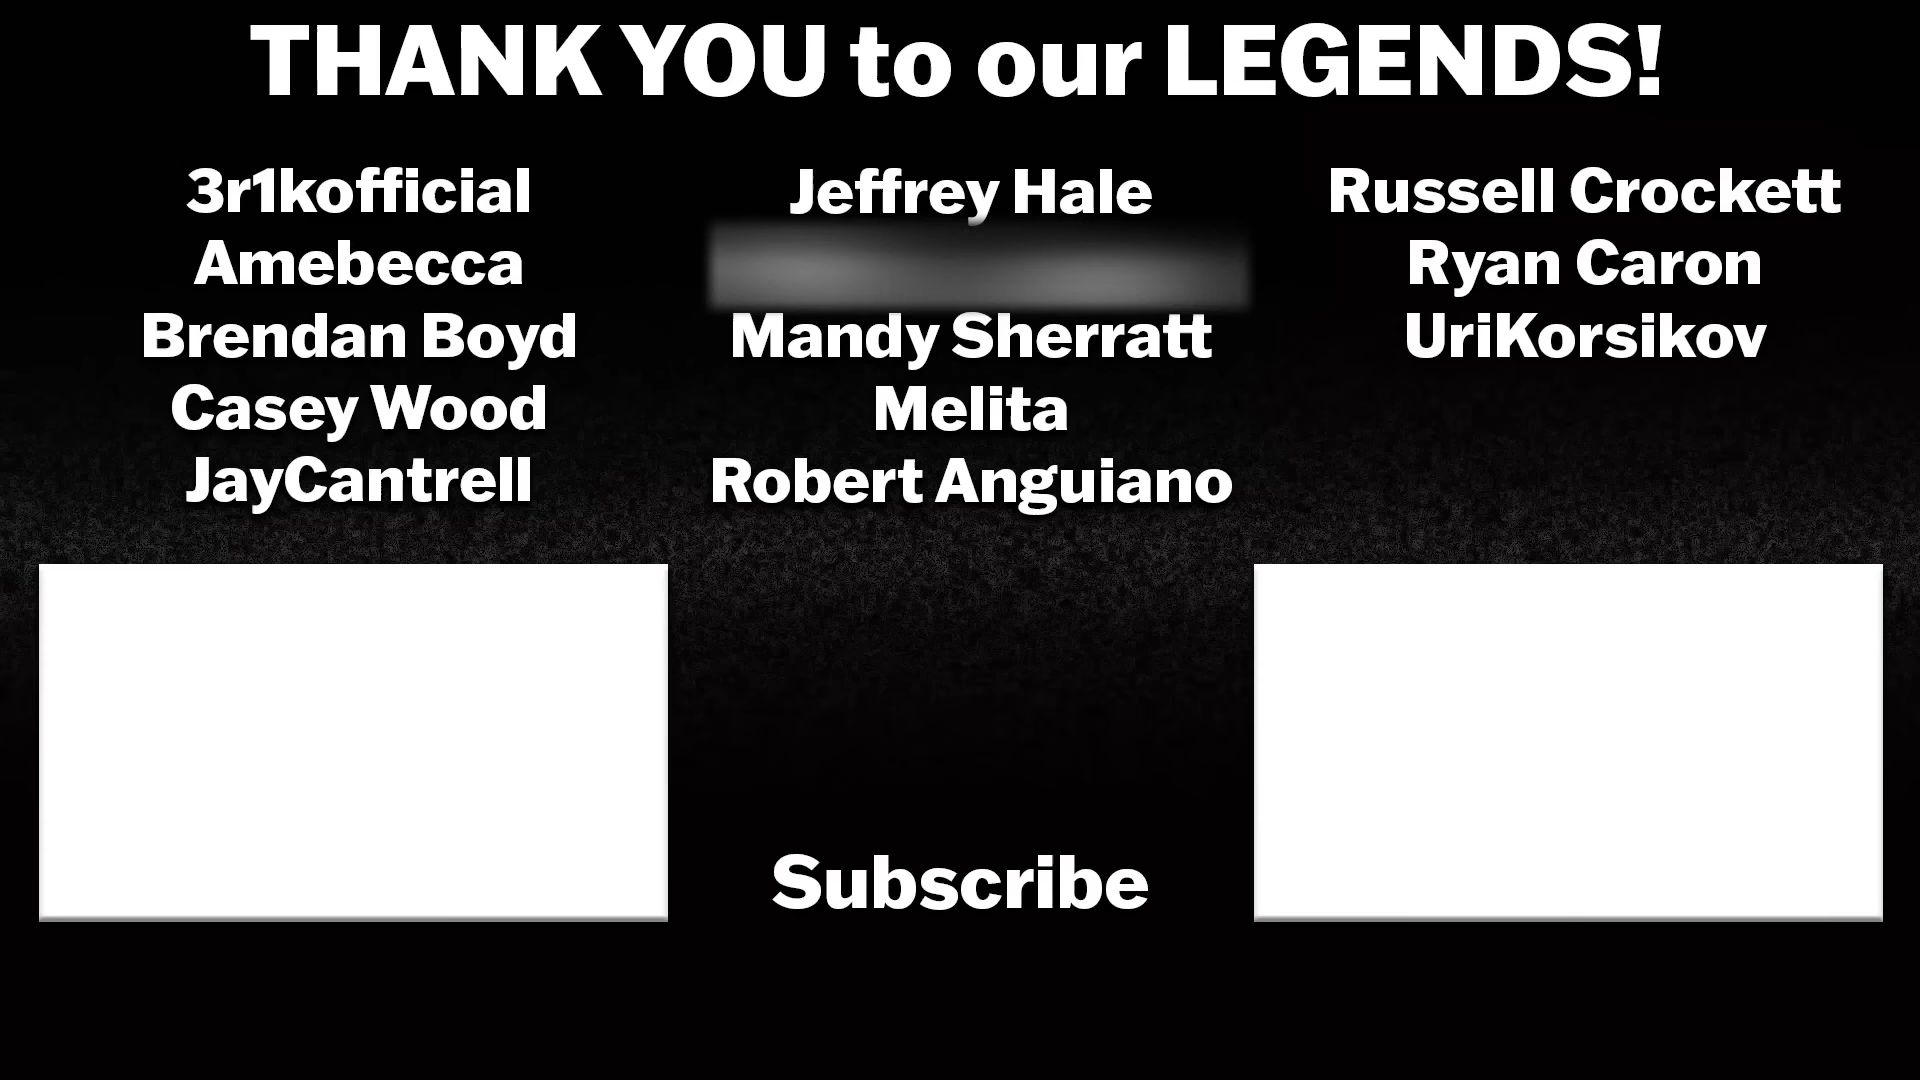 THANK YOU to our LEGENDS!
3r1kofficial
Amebecca
Brendan Boyd
Casey Wood
JayCantrell
Jeffrey Hale
Mandy Sherratt
Melita
Robert Anguiano
Russell Crockett
Ryan Caron
UriKorsikov
Subscribe